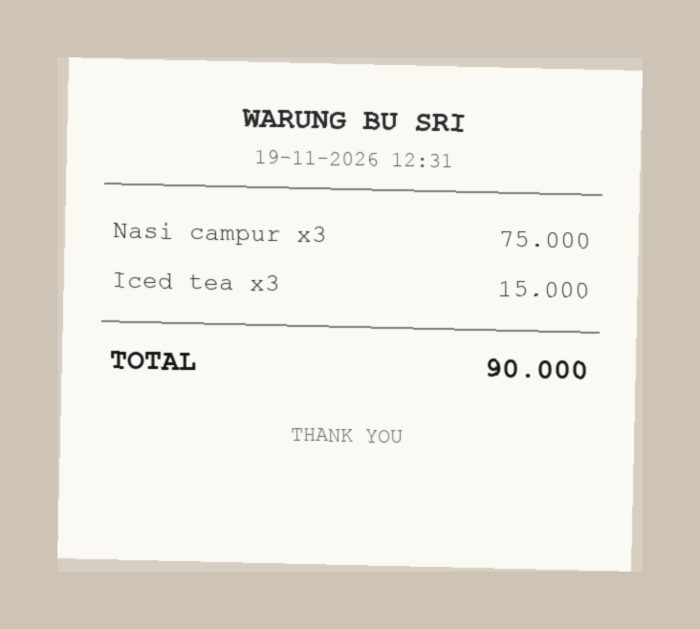 WARUNG BU SRI
19-11-2026 12:31
Nasi campur x3 75.000
Iced tea x3 15.000
TOTAL 90.000
THANK YOU